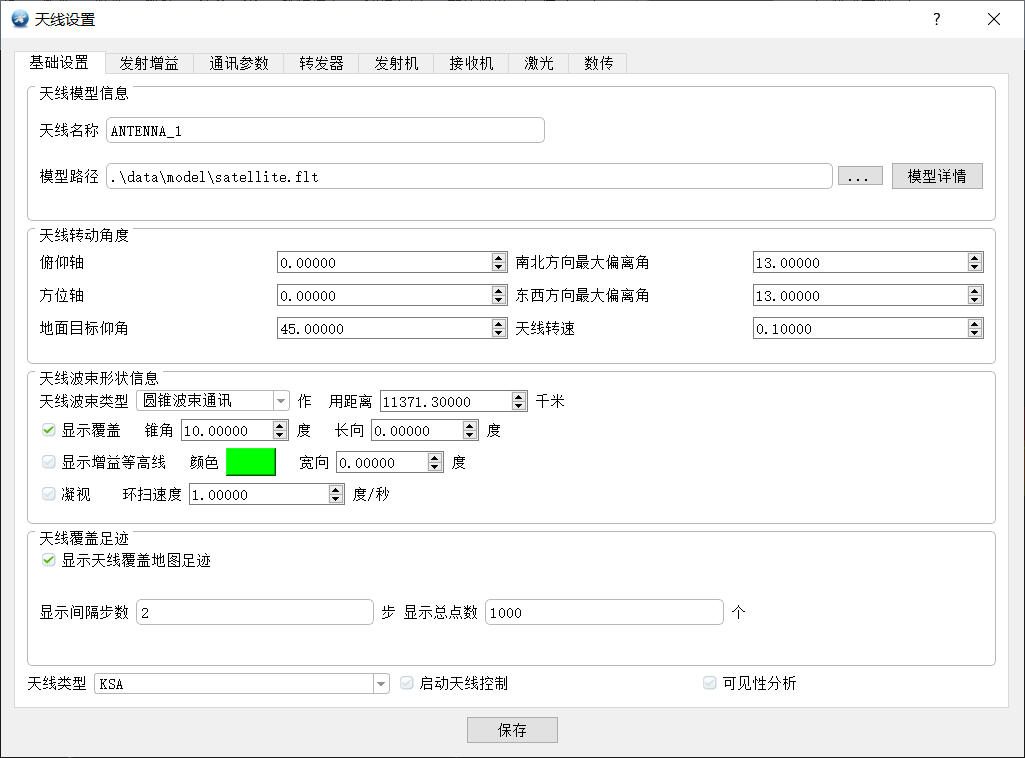 天线设置 ?
基础设置 发射增益 通讯参数 转发器 发射机 接收机 激光 数传
天线模型信息
天线名称 ANTENNA_1
模型路径 .\data\model\satellite.flt ... 模型详情
天线转动角度
俯仰轴 0.00000 南北方向最大偏离角 13.00000
方位轴 0.00000 东西方向最大偏离角 13.00000
地面目标仰角 45.00000 天线转速 0.10000
天线波束形状信息
天线波束类型 圆锥波束通讯 作 用距离 11371.30000 千米
显示覆盖 锥角 10.00000 度 长向 0.00000 度
显示增益等高线 颜色 宽向 0.00000 度
凝视 环扫速度 1.00000 度/秒
天线覆盖足迹
显示天线覆盖地图足迹
显示间隔步数 2 步 显示总点数 1000 个
天线类型 KSA 启动天线控制 可见性分析
保存